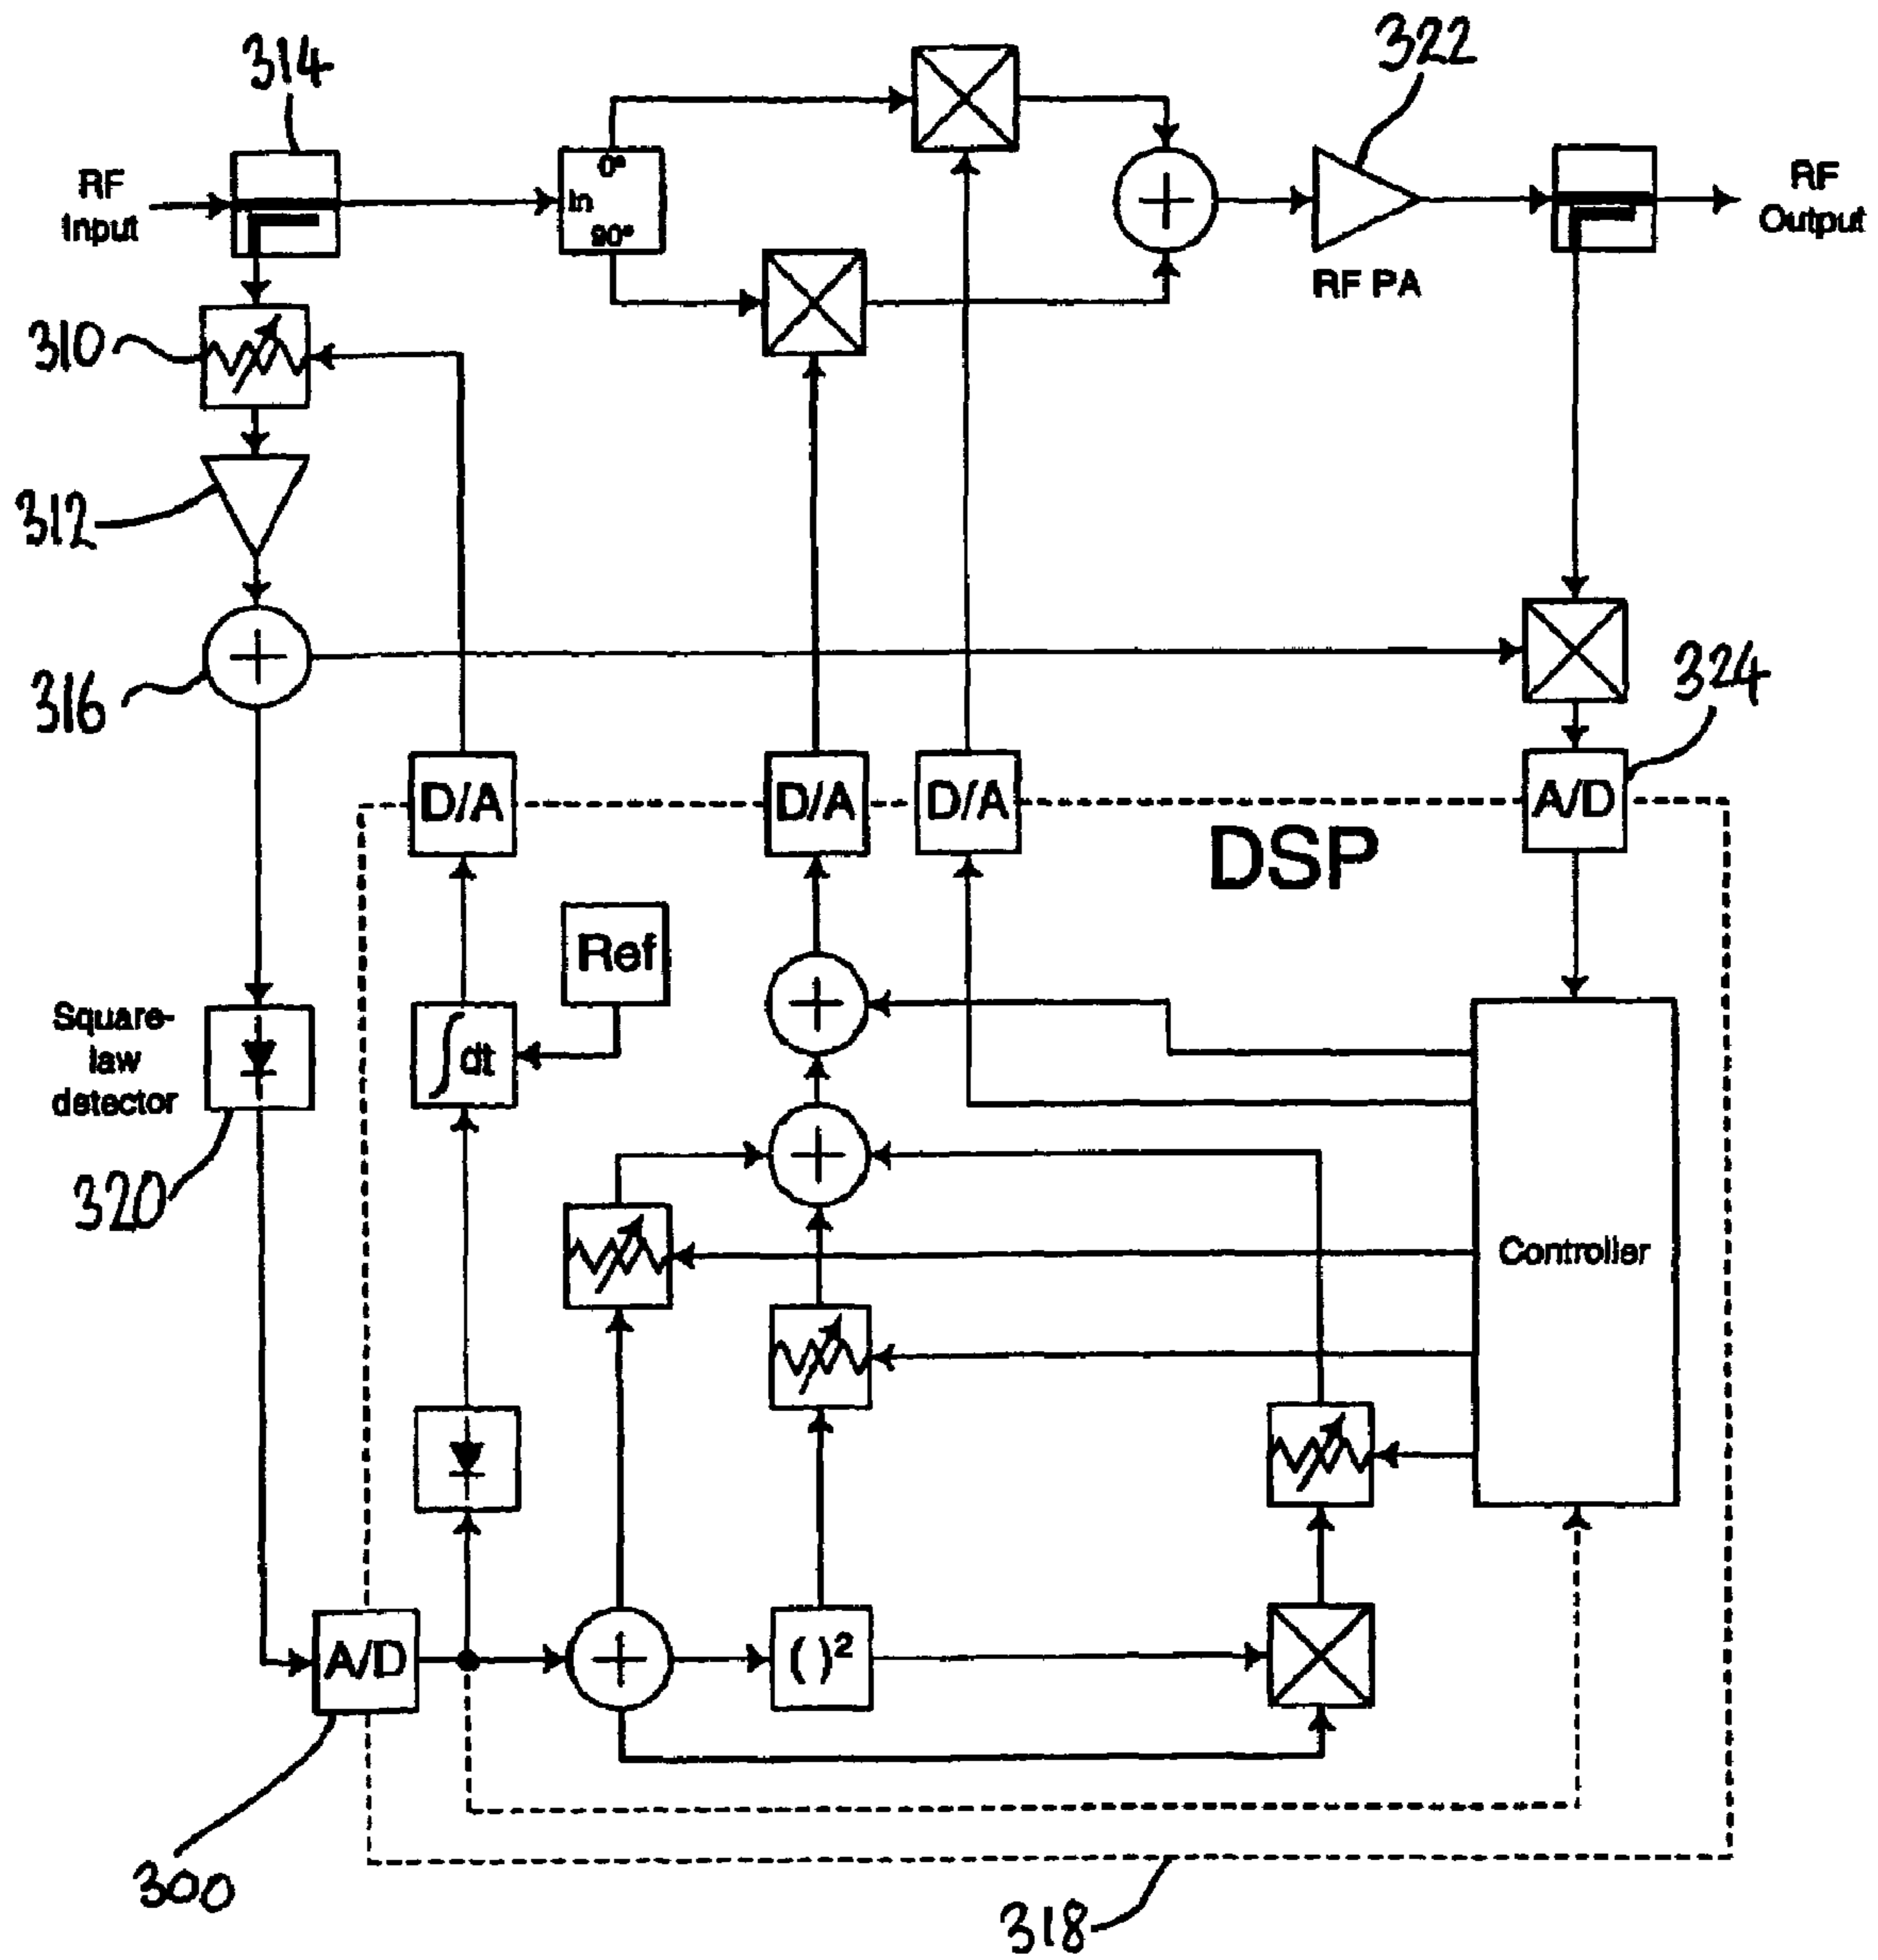 314
322
RF
Input
0°
In
90°
RF
Output
RF PA
310
312
316
324
D/A
D/A
D/A
A/D
DSP
Ref
∫dt
Square-
law
detector
320
Controller
A/D
( )²
300
318